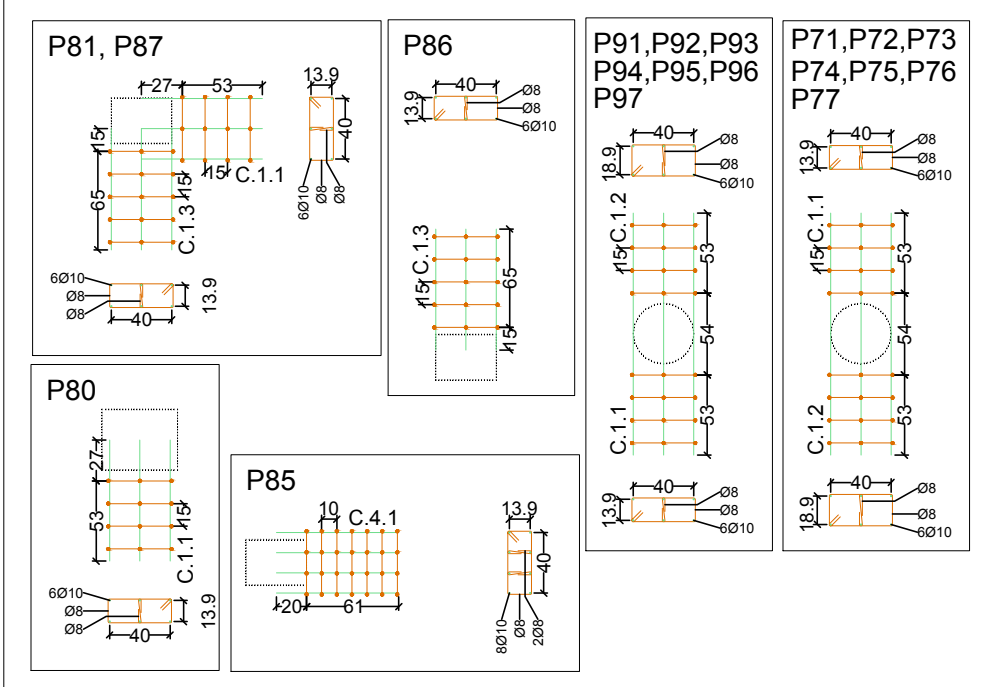 P81, P87
27
53
13.9
40
15
15
C.1.1
65
15
C.1.3
6Ø10
Ø8
Ø8
6Ø10
Ø8
Ø8
40
13.9
P86
40
13.9
Ø8
Ø8
6Ø10
C.1.3
15
65
15
P91,P92,P93
P94,P95,P96
P97
40
18.9
Ø8
Ø8
6Ø10
C.1.2
15
53
54
C.1.1
53
40
13.9
Ø8
Ø8
6Ø10
P71,P72,P73
P74,P75,P76
P77
40
13.9
Ø8
Ø8
6Ø10
C.1.1
15
53
54
C.1.2
53
40
18.9
Ø8
Ø8
6Ø10
P80
27
53
15
C.1.1
6Ø10
Ø8
Ø8
40
13.9
P85
10
C.4.1
20
61
13.9
40
8Ø10
Ø8
2Ø8